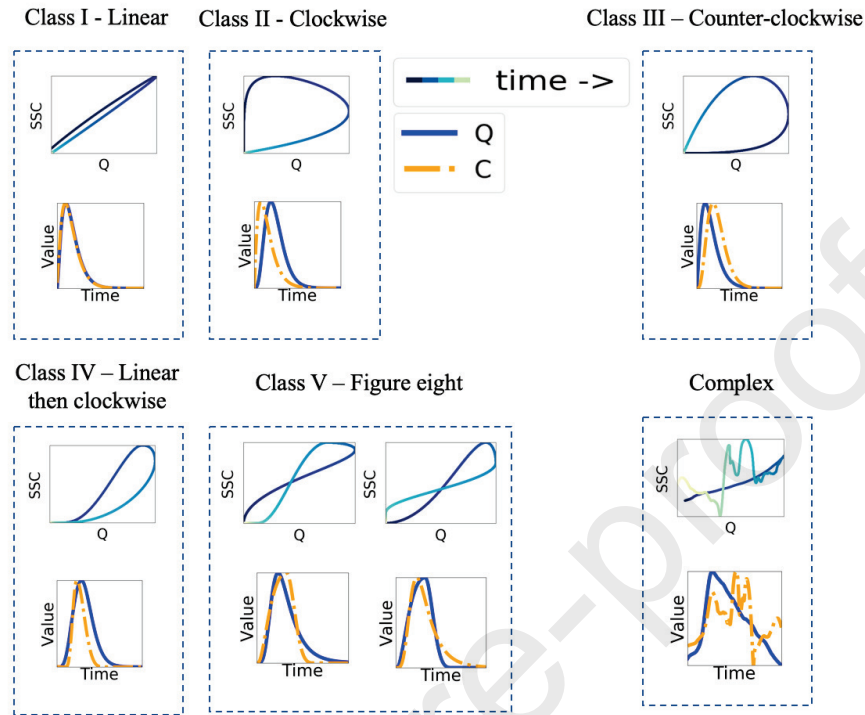 Class I - Linear
Class II - Clockwise
Class III – Counter-clockwise
SSC
Q
SSC
Q
time ->
Q
C
SSC
Q
Value
Time
Value
Time
Value
Time
Class IV – Linear
then clockwise
Class V – Figure eight
Complex
SSC
Q
SSC
Q
SSC
Q
SSC
Q
Value
Time
Value
Time
Value
Time
Value
Time
re-proof